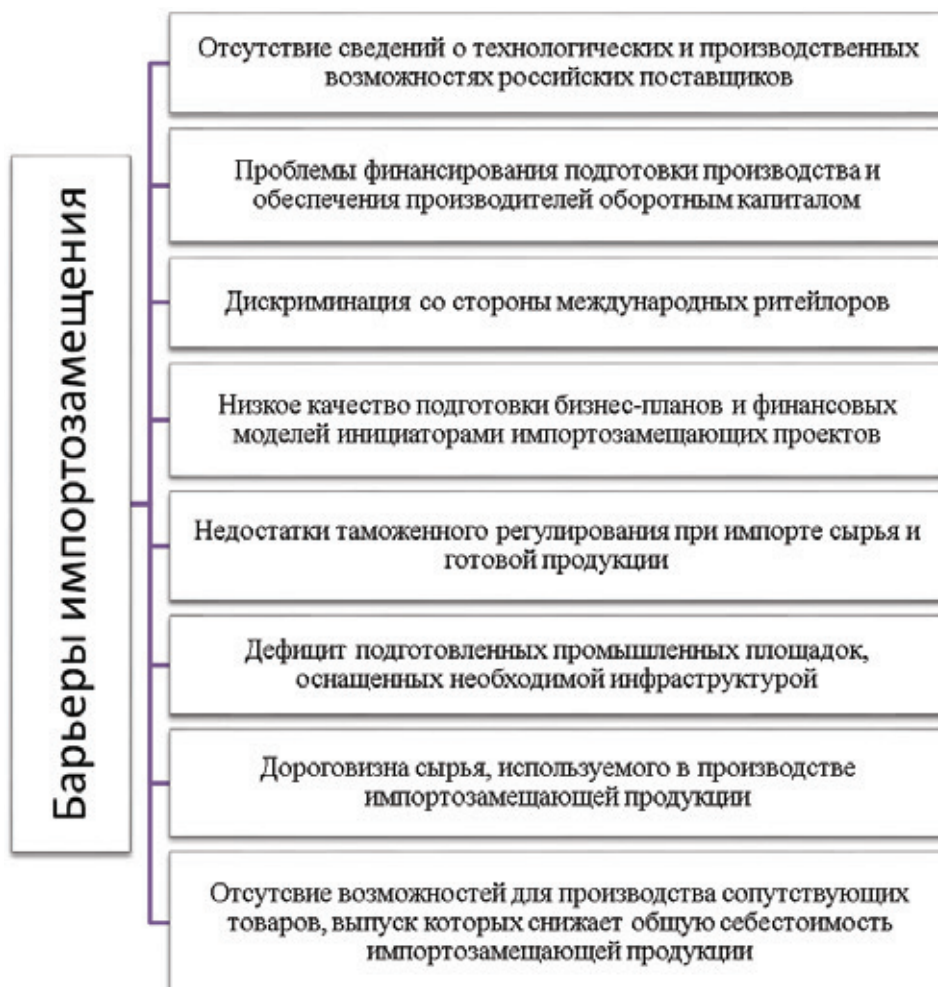 Барьеры импортозамещения
Отсутствие сведений о технологических и производственных
возможностях российских поставщиков
Проблемы финансирования подготовки производства и
обеспечения производителей оборотным капиталом
Дискриминация со стороны международных ритейлоров
Низкое качество подготовки бизнес-планов и финансовых
моделей инициаторами импортозамещающих проектов
Недостатки таможенного регулирования при импорте сырья и
готовой продукции
Дефицит подготовленных промышленных площадок,
оснащенных необходимой инфраструктурой
Дороговизна сырья, используемого в производстве
импортозамещающей продукции
Отсутсвие возможностей для производства сопутствующих
товаров, выпуск которых снижает общую себестоимость
импортозамещающей продукции